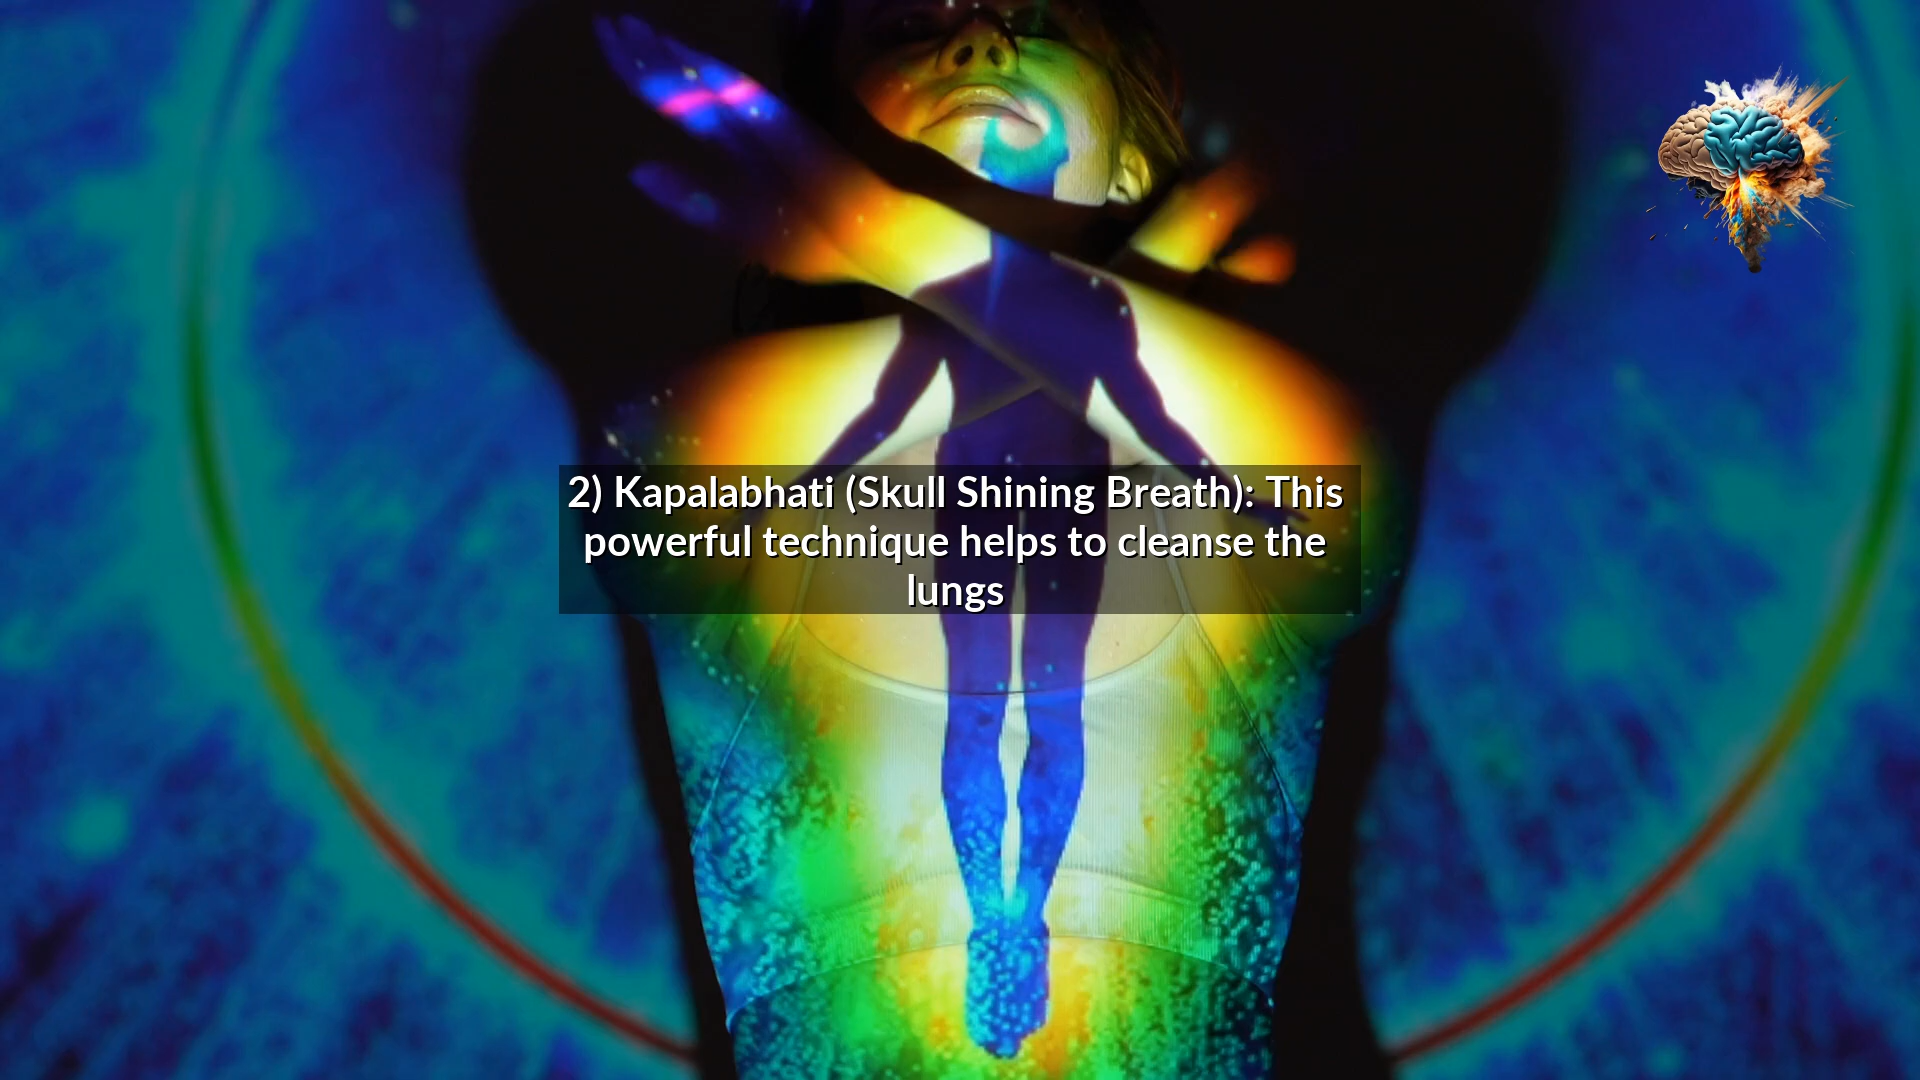 2) Kapalabhati (Skull Shining Breath): This
powerful technique helps to cleanse the
lungs